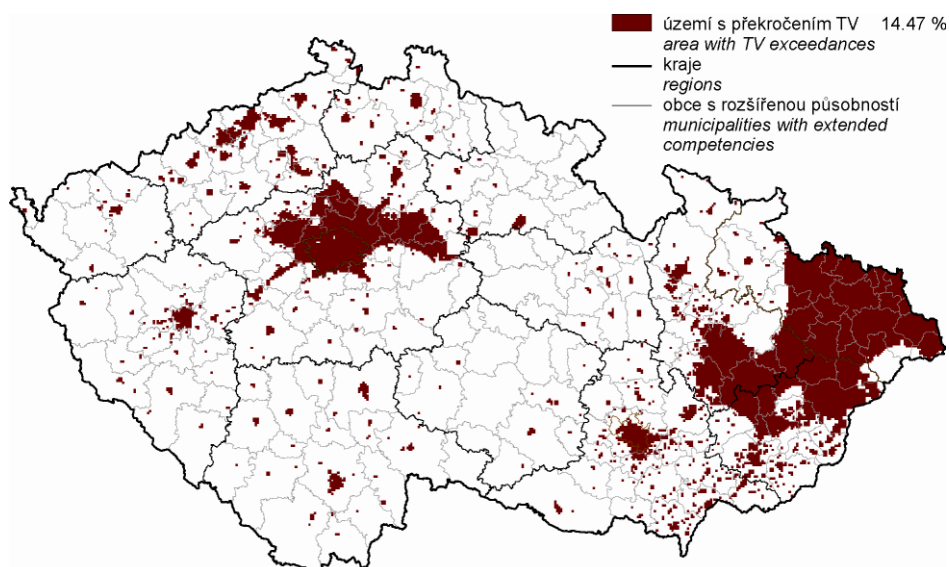 území s překročením TV 14.47 %
area with TV exceedances
kraje
regions
obce s rozšířenou působností
municipalities with extended
competencies